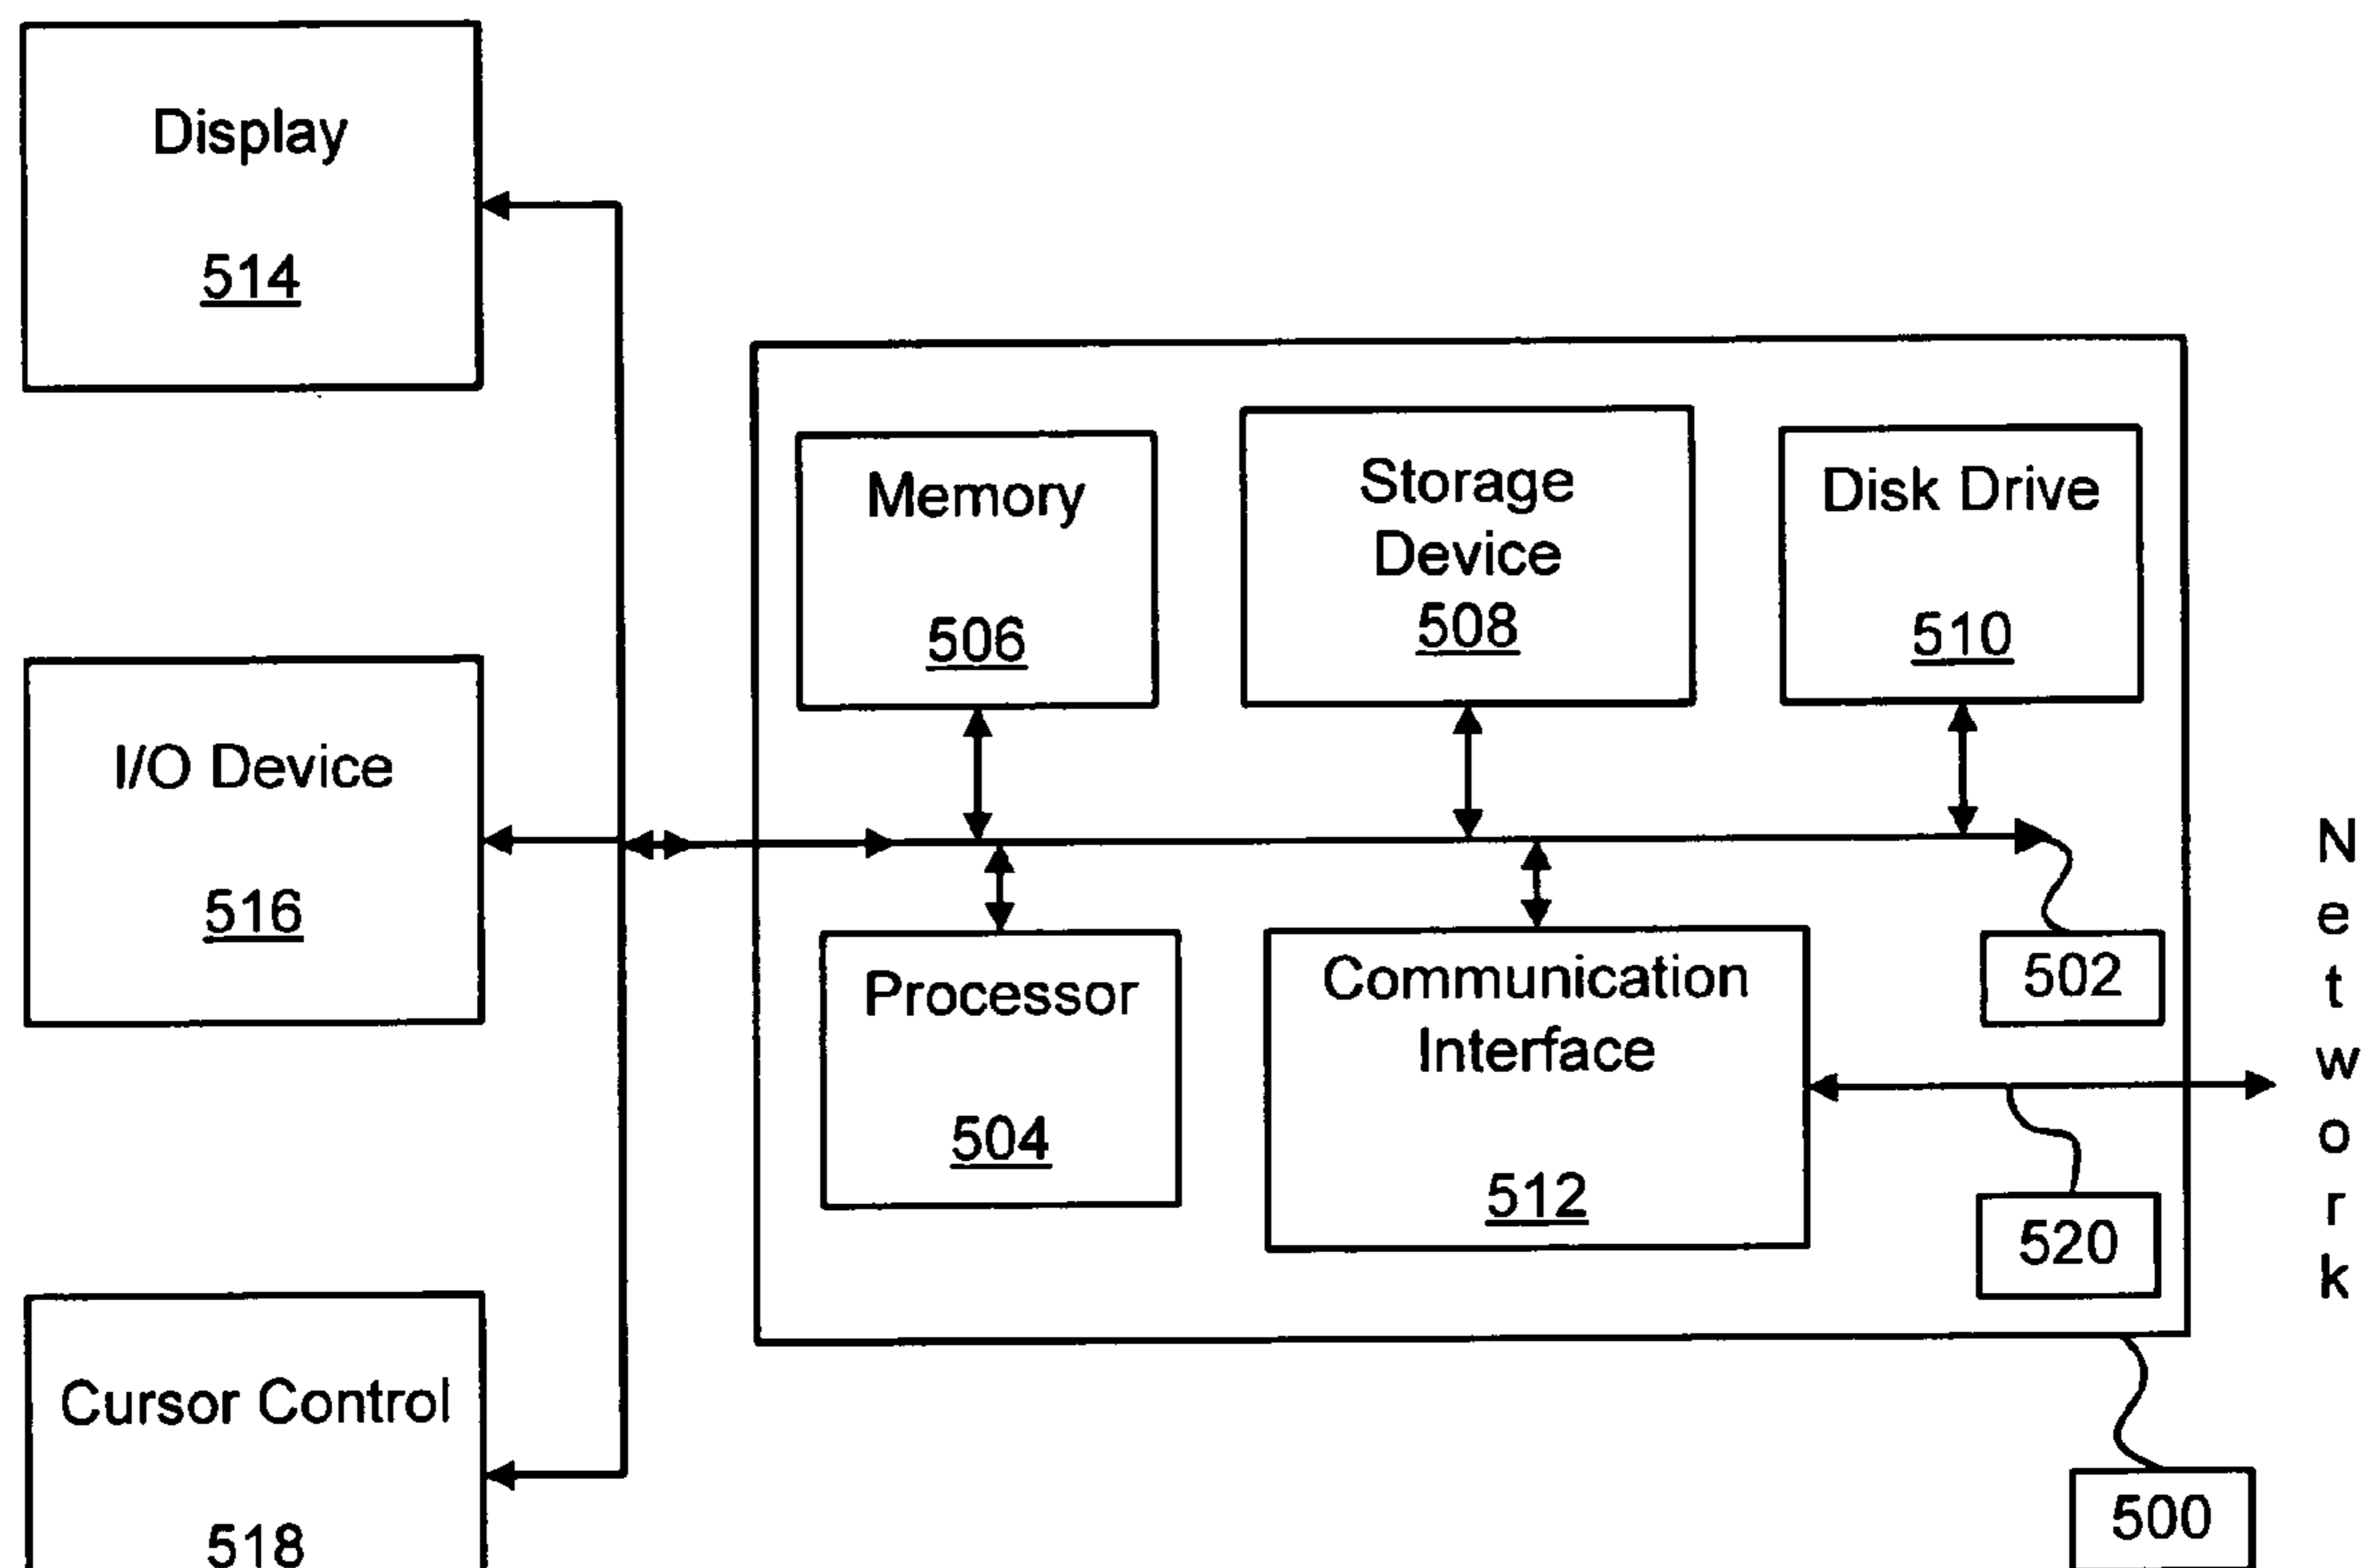 Display
514
Memory
506
Storage
Device
508
Disk Drive
510
I/O Device
516
Processor
504
Communication
Interface
512
502
520
Network
Cursor Control
518
500